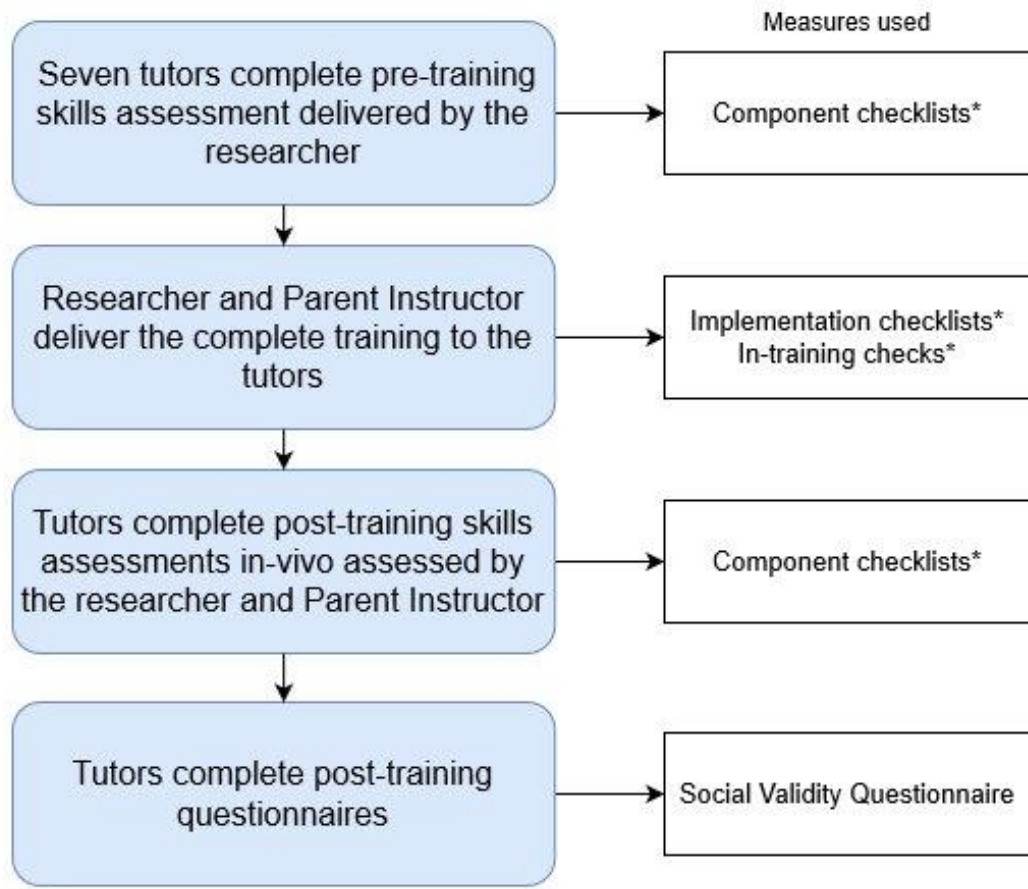 Measures used
Seven tutors complete pre-training
skills assessment delivered by the
researcher
Component checklists*
Researcher and Parent Instructor
deliver the complete training to the
tutors
Implementation checklists*
In-training checks*
Tutors complete post-training skills
assessments in-vivo assessed by
the researcher and Parent Instructor
Component checklists*
Tutors complete post-training
questionnaires
Social Validity Questionnaire